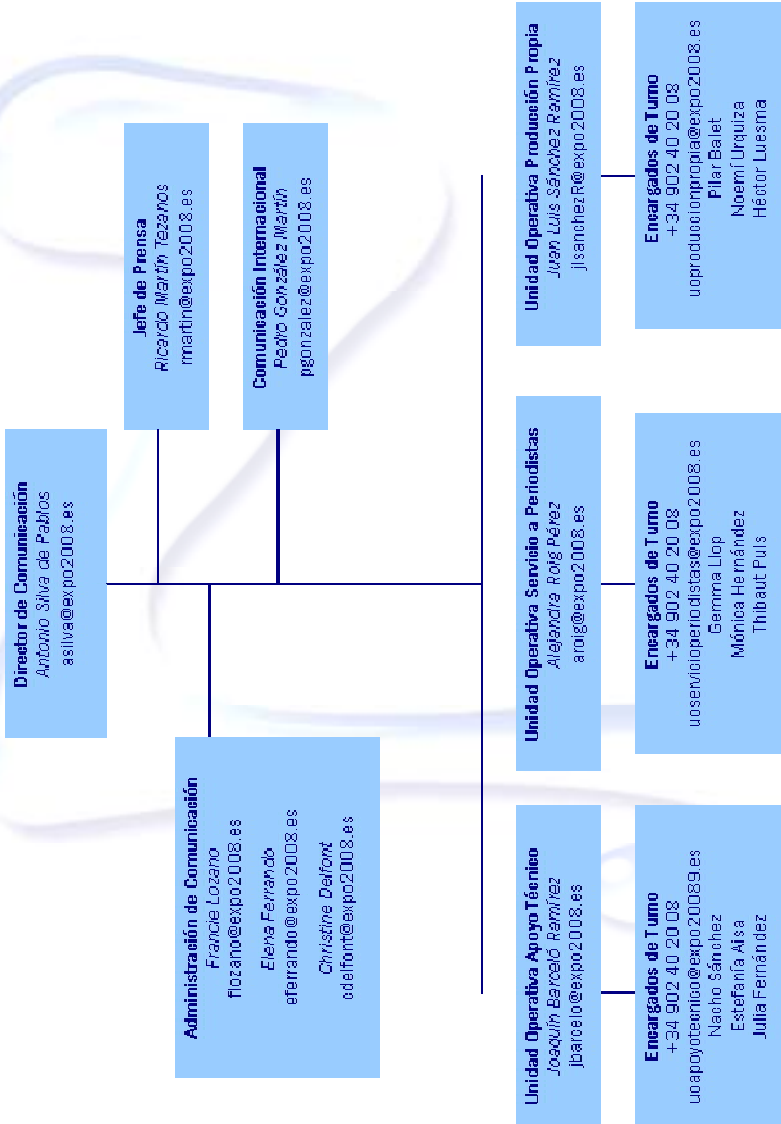 Director de Comunicación
Antonio Silva de Pablos
asilva@expo2008.es
Jefe de Prensa
Ricardo Martín Tezanos
rmartin@expo2008.es
Administración de Comunicación
Francie Lozano
flozano@expo2008.es
Elena Ferrando
eferrando@expo2008.es
Christine Delfont
cdelfont@expo2008.es
Comunicación Internacional
Pedro González Martín
pgonzalez@expo2008.es
Unidad Operativa Apoyo Técnico
Joaquín Barceló Ramírez
jbarcelo@expo2008.es
Unidad Operativa Servicio a Periodistas
Alejandra Roig Pérez
aroig@expo2008.es
Unidad Operativa Producción Propia
Juan Luis Sánchez Ramírez
jlsanchezR@expo2008.es
Encargados de Turno
+34 902 40 20 08
uoapoyotecnico@expo20089.es
Nacho Sánchez
Estefanía Aisa
Julia Fernández
Encargados de Turno
+34 902 40 20 08
uoservicioperiodistas@expo2008.es
Gemma Llop
Mónica Hernández
Thibaut Puls
Encargados de Turno
+34 902 40 20 08
uoproduccionpropia@expo2008.es
Pilar Balet
Noemí Urquiza
Héctor Luesma